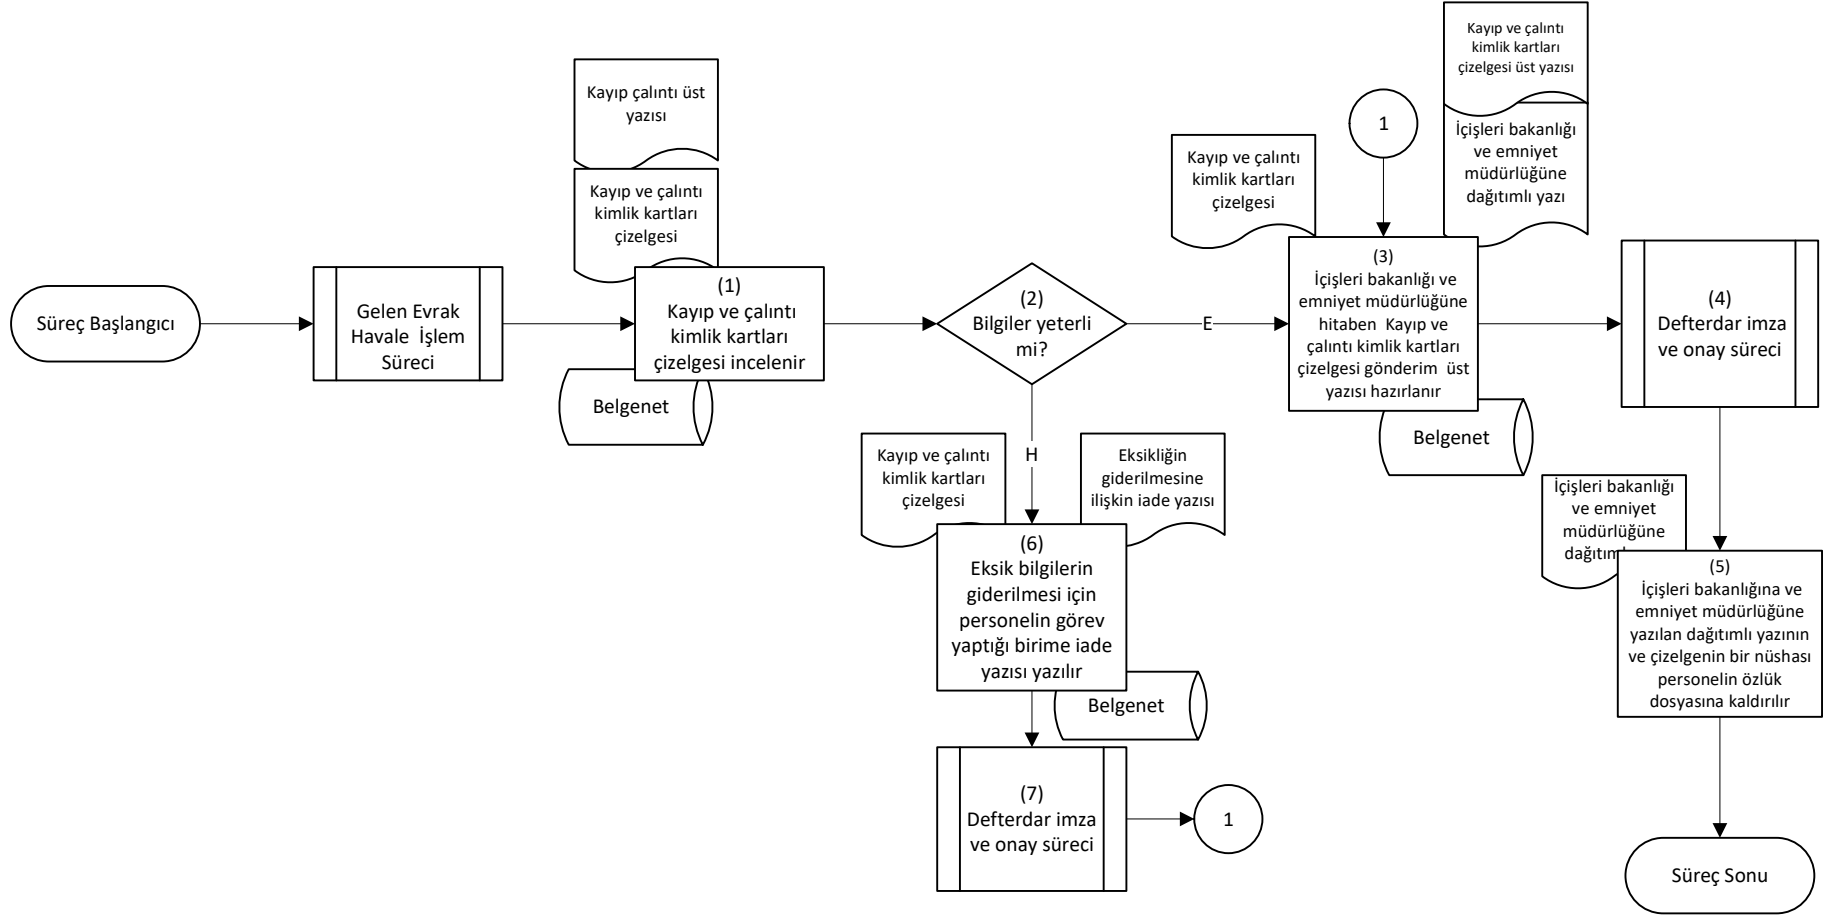 Süreç Başlangıcı
Gelen Evrak
Havale İşlem
Süreci
Kayıp çalıntı üst
yazısı
Kayıp ve çalıntı
kimlik kartları
çizelgesi
(1)
Kayıp ve çalıntı
kimlik kartları
çizelgesi incelenir
Belgenet
(2)
Bilgiler yeterli
mi?
E
H
Kayıp ve çalıntı
kimlik kartları
çizelgesi
Eksikliğin
giderilmesine
ilişkin iade yazısı
(6)
Eksik bilgilerin
giderilmesi için
personelin görev
yaptığı birime iade
yazısı yazılır
Belgenet
(7)
Defterdar imza
ve onay süreci
1
1
Kayıp ve çalıntı
kimlik kartları
çizelgesi
Kayıp ve çalıntı
kimlik kartları
çizelgesi üst yazısı
İçişleri bakanlığı
ve emniyet
müdürlüğüne
dağıtımlı yazı
(3)
İçişleri bakanlığı ve
emniyet müdürlüğüne
hitaben Kayıp ve
çalıntı kimlik kartları
çizelgesi gönderim üst
yazısı hazırlanır
Belgenet
(4)
Defterdar imza
ve onay süreci
İçişleri bakanlığı
ve emniyet
müdürlüğüne
(5)
İçişleri bakanlığına ve
emniyet müdürlüğüne
yazılan dağıtımlı yazının
ve çizelgenin bir nüshası
personelin özlük
dosyasına kaldırılır
Süreç Sonu